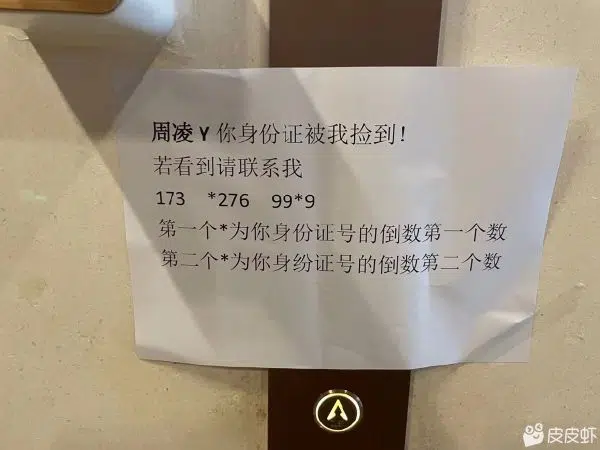 周凌Y 你身份证被我捡到!
若看到请联系我
173 *276 99*9
第一个*为你身份证号的倒数第一个数
第二个*为你身纷证号的倒数第二个数
皮皮虾